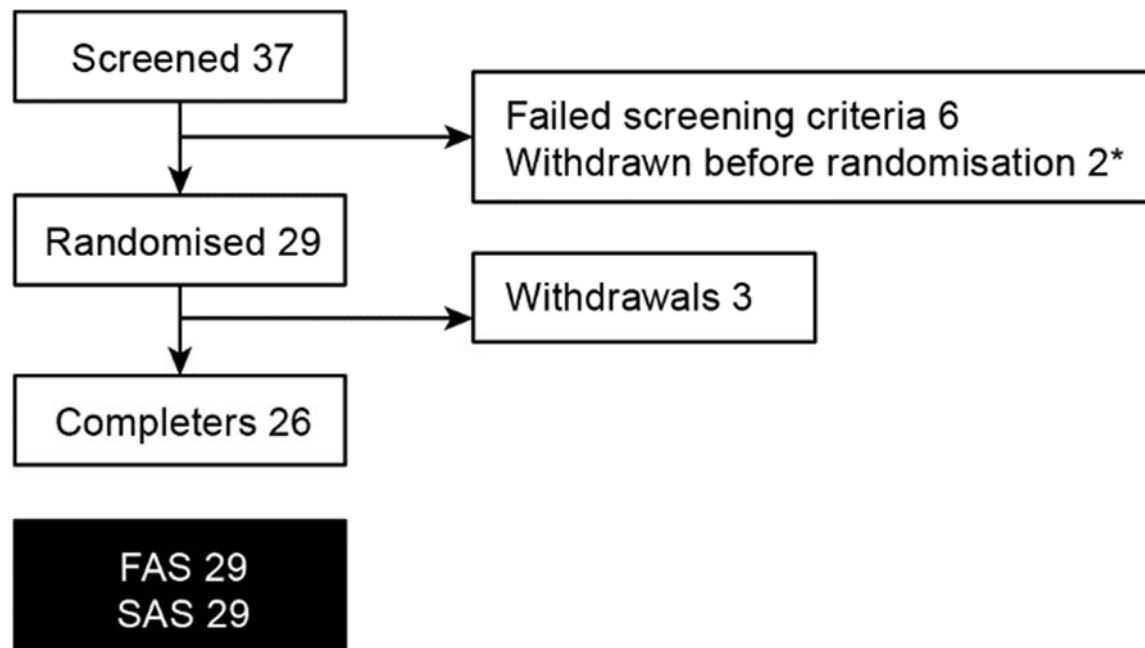 Screened 37
Failed screening criteria 6
Withdrawn before randomisation 2*
Randomised 29
Withdrawals 3
Completers 26
FAS 29
SAS 29